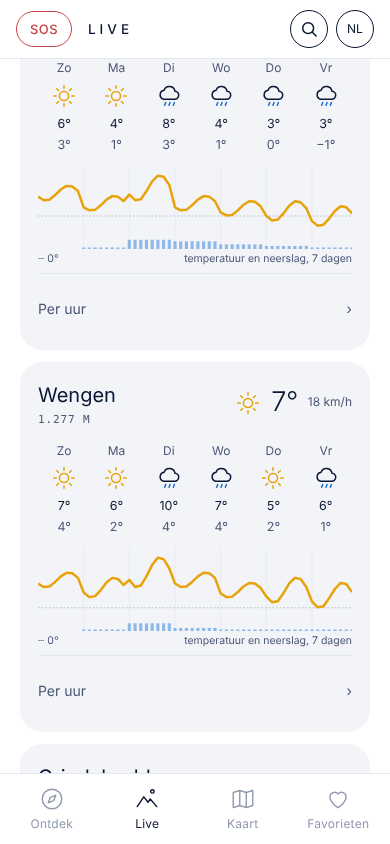 SOS LIVE NL
Zo Ma Di Wo Do Vr
6° 4° 8° 4° 3° 3°
3° 1° 3° 1° 0° −1°
0° temperatuur en neerslag, 7 dagen
Per uur ›
Wengen 7° 18 km/h
1.277 M
Zo Ma Di Wo Do Vr
7° 6° 10° 7° 5° 6°
4° 2° 4° 4° 2° 1°
0° temperatuur en neerslag, 7 dagen
Per uur ›
Ontdek Live Kaart Favorieten